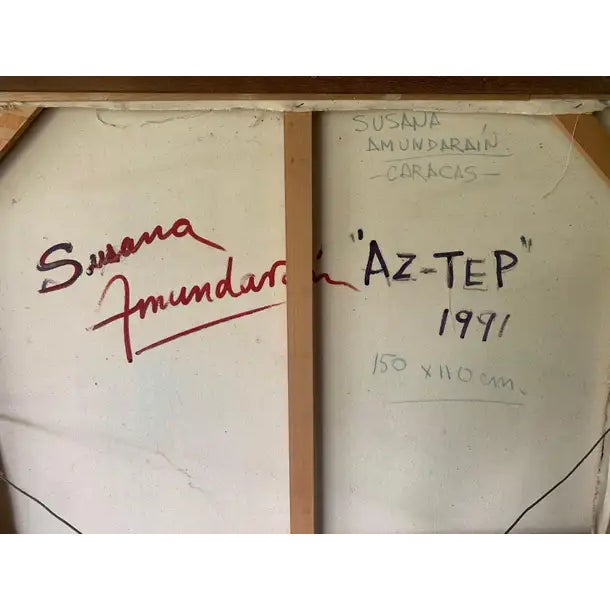 Susana
Amundaraín
SUSANA
AMUNDARAÍN.
-CARACAS-
"AZ-TEP"
1991
150 x 110 cm.